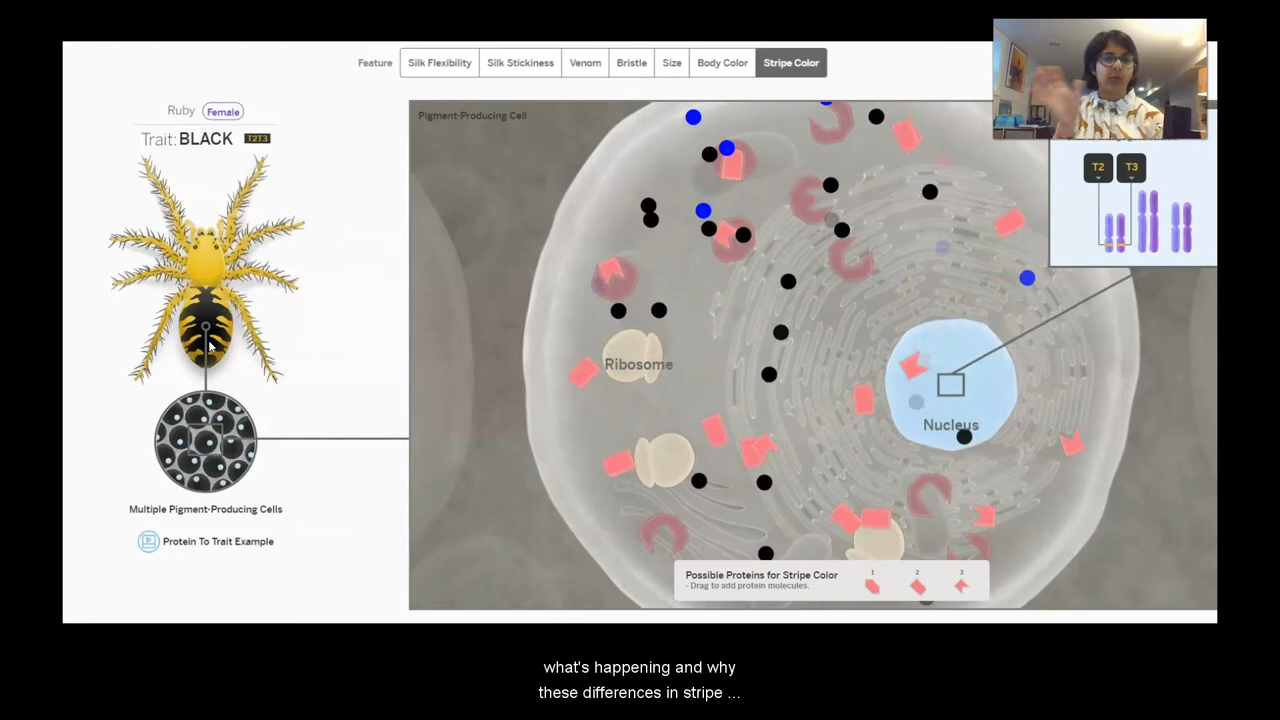 Feature Silk Flexibility Silk Stickiness Venom Bristle Size Body Color Stripe Color
Ruby Female
Trait: BLACK T2T3
Pigment-Producing Cell
T2 T3
Ribosome
Nucleus
Multiple Pigment-Producing Cells
Protein To Trait Example
Possible Proteins for Stripe Color
- Drag to add protein molecules.
1 2 3
what's happening and why
these differences in stripe ...